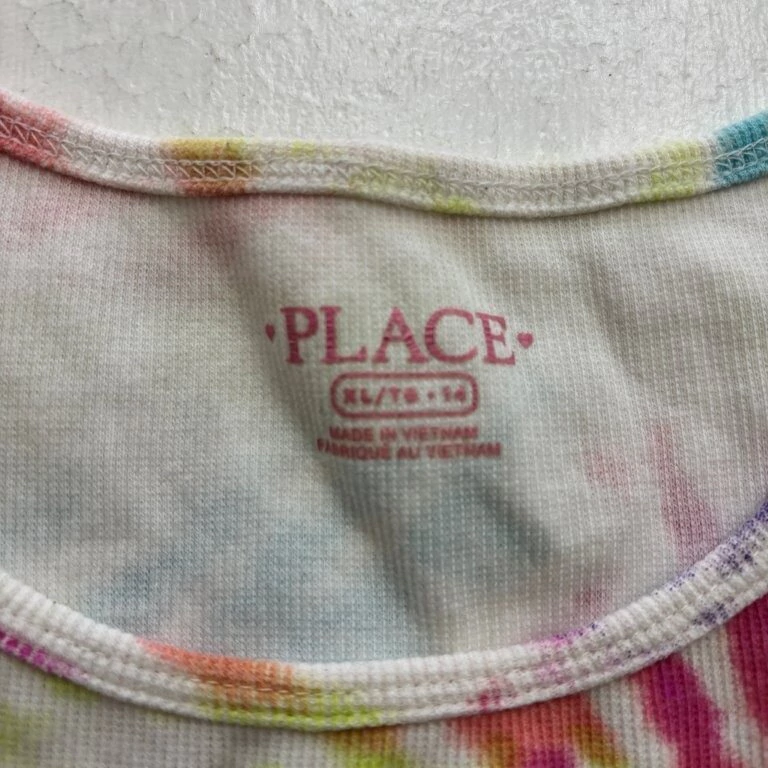 PLACE
XL/TG • 14
MADE IN VIETNAM
FABRIQUÉ AU VIETNAM